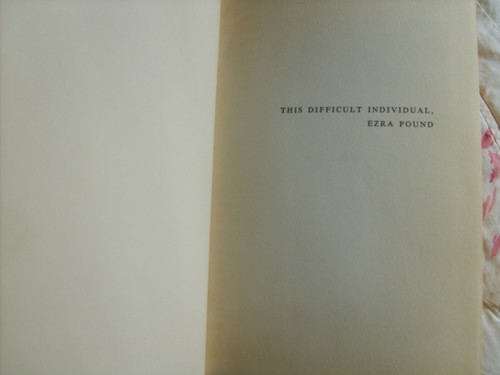 THIS DIFFICULT INDIVIDUAL,
EZRA POUND